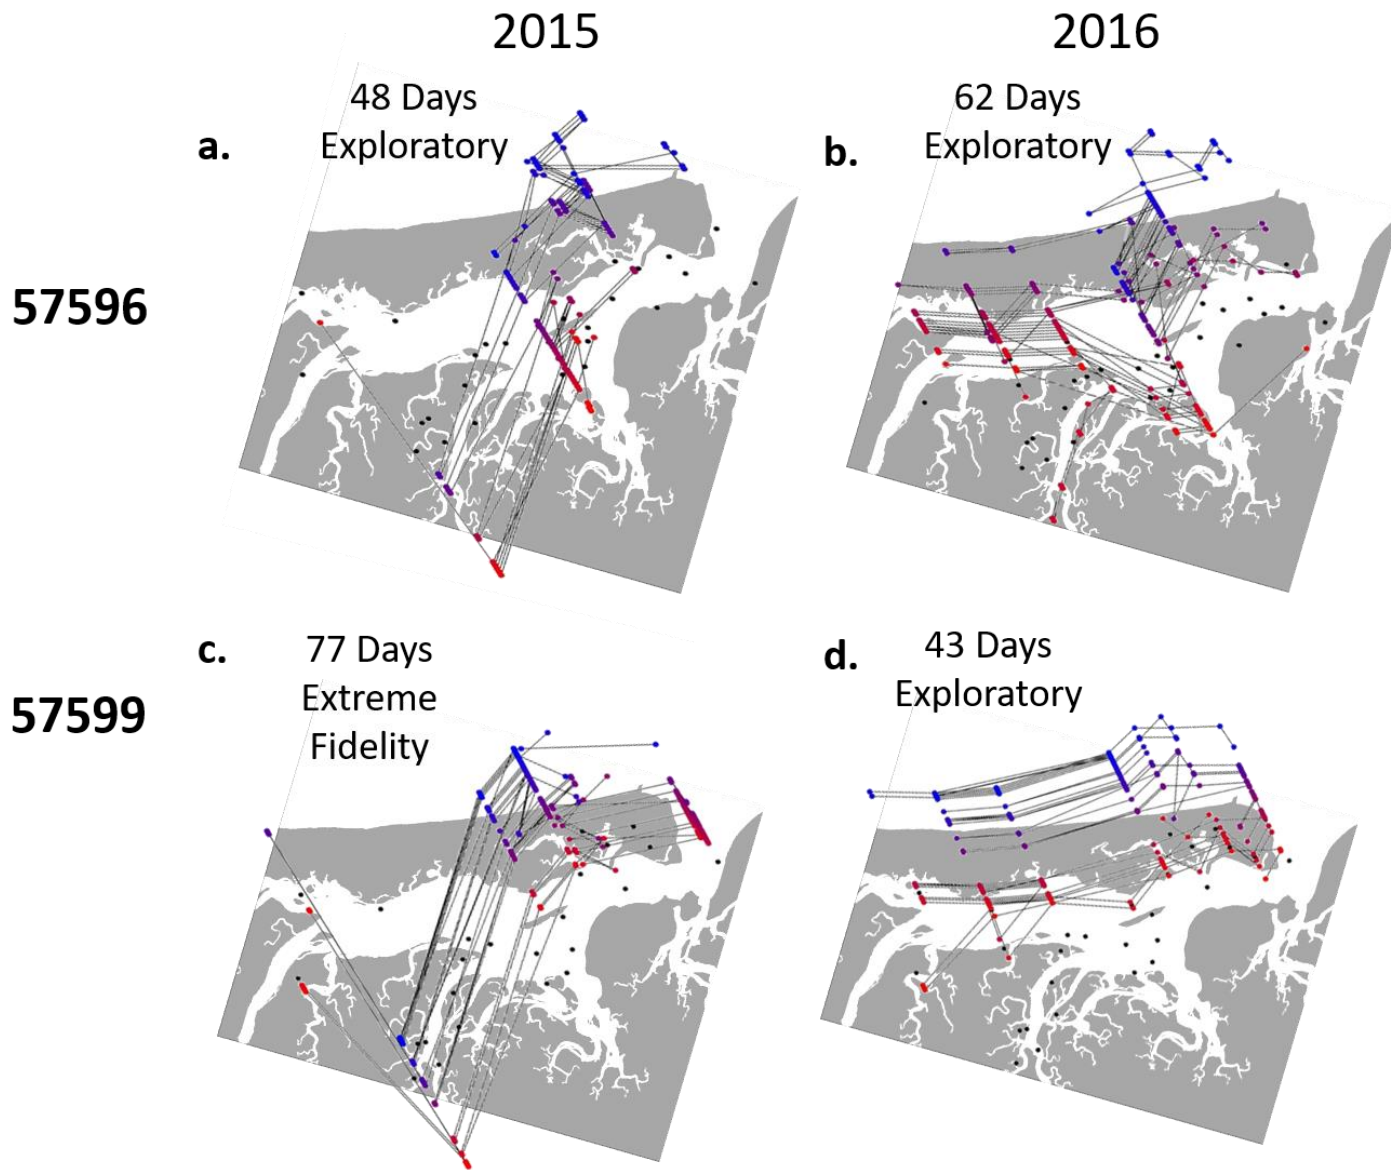 2015
2016
48 Days
Exploratory
a.
62 Days
Exploratory
b.
57596
77 Days
Extreme
Fidelity
c.
43 Days
Exploratory
d.
57599